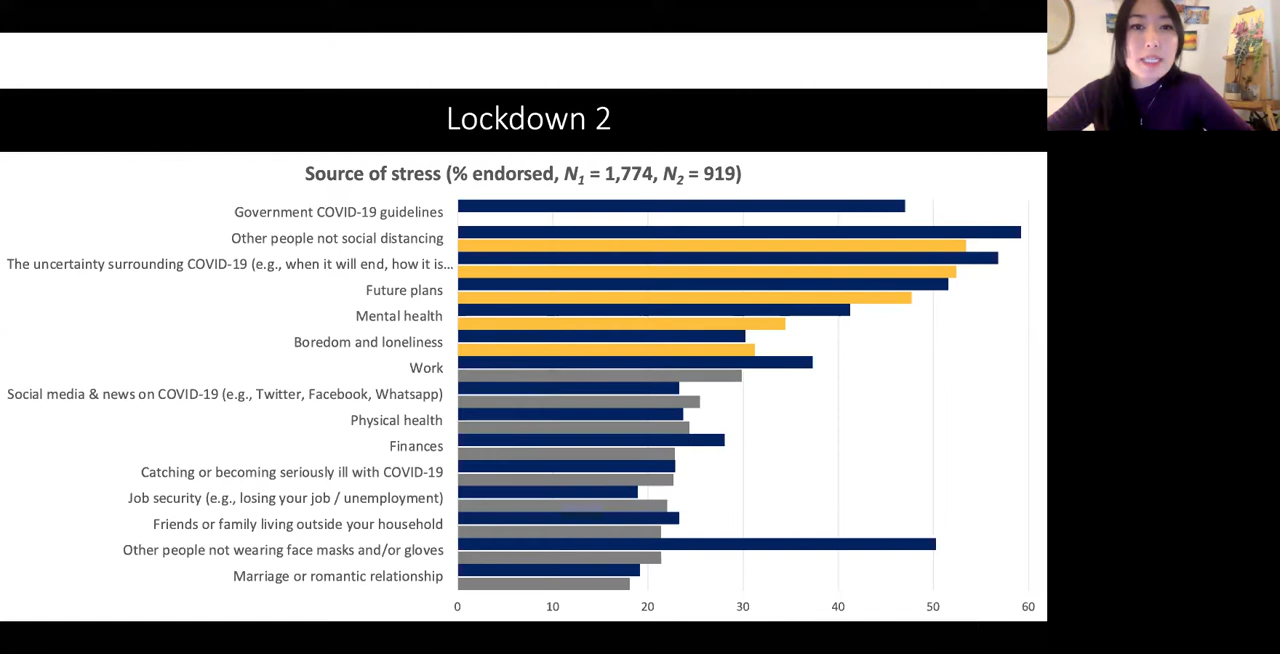 Lockdown 2
Source of stress (% endorsed, N1 = 1,774, N2 = 919)
Government COVID-19 guidelines
Other people not social distancing
The uncertainty surrounding COVID-19 (e.g., when it will end, how it is…
Future plans
Mental health
Boredom and loneliness
Work
Social media & news on COVID-19 (e.g., Twitter, Facebook, Whatsapp)
Physical health
Finances
Catching or becoming seriously ill with COVID-19
Job security (e.g., losing your job / unemployment)
Friends or family living outside your household
Other people not wearing face masks and/or gloves
Marriage or romantic relationship
0 10 20 30 40 50 60